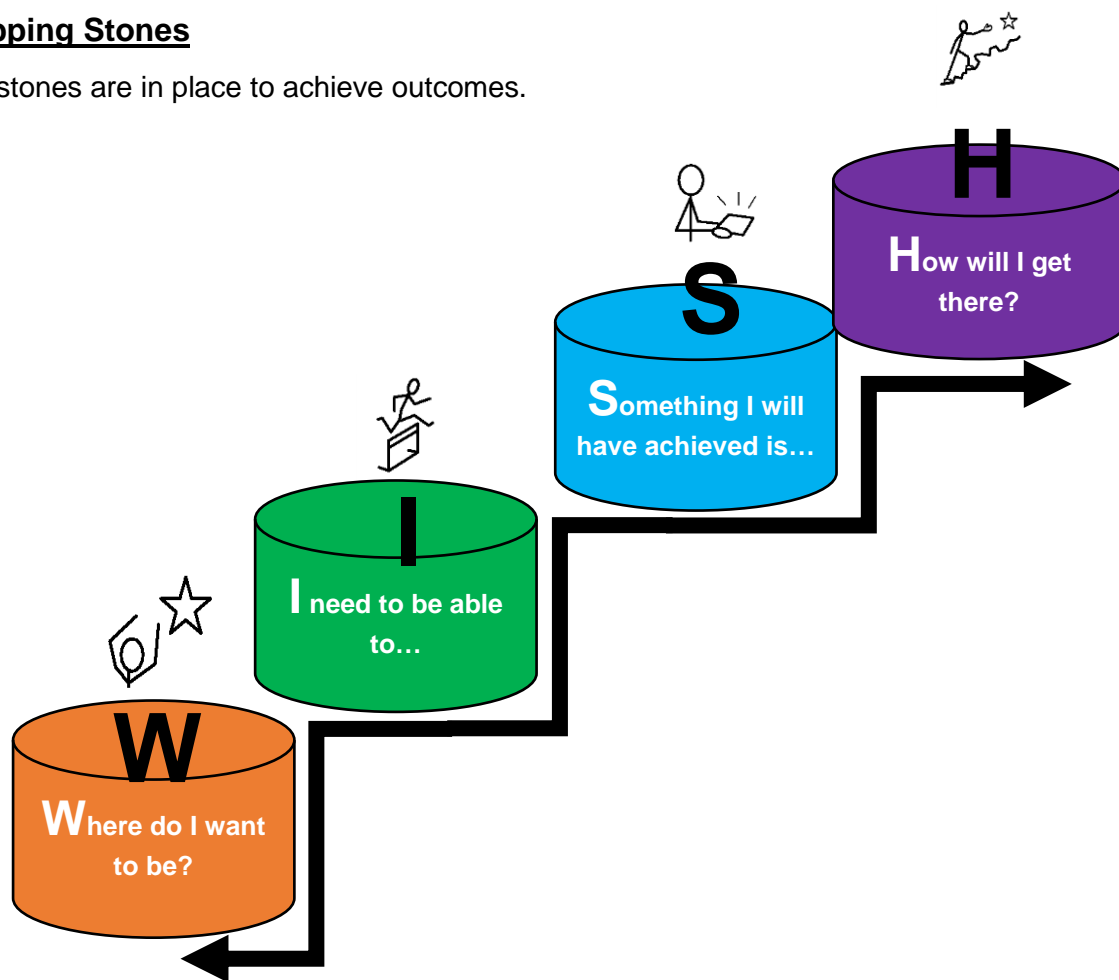 pping Stones
stones are in place to achieve outcomes.
H
How will I get
there?
S
Something I will
have achieved is…
I
I need to be able
to…
W
Where do I want
to be?